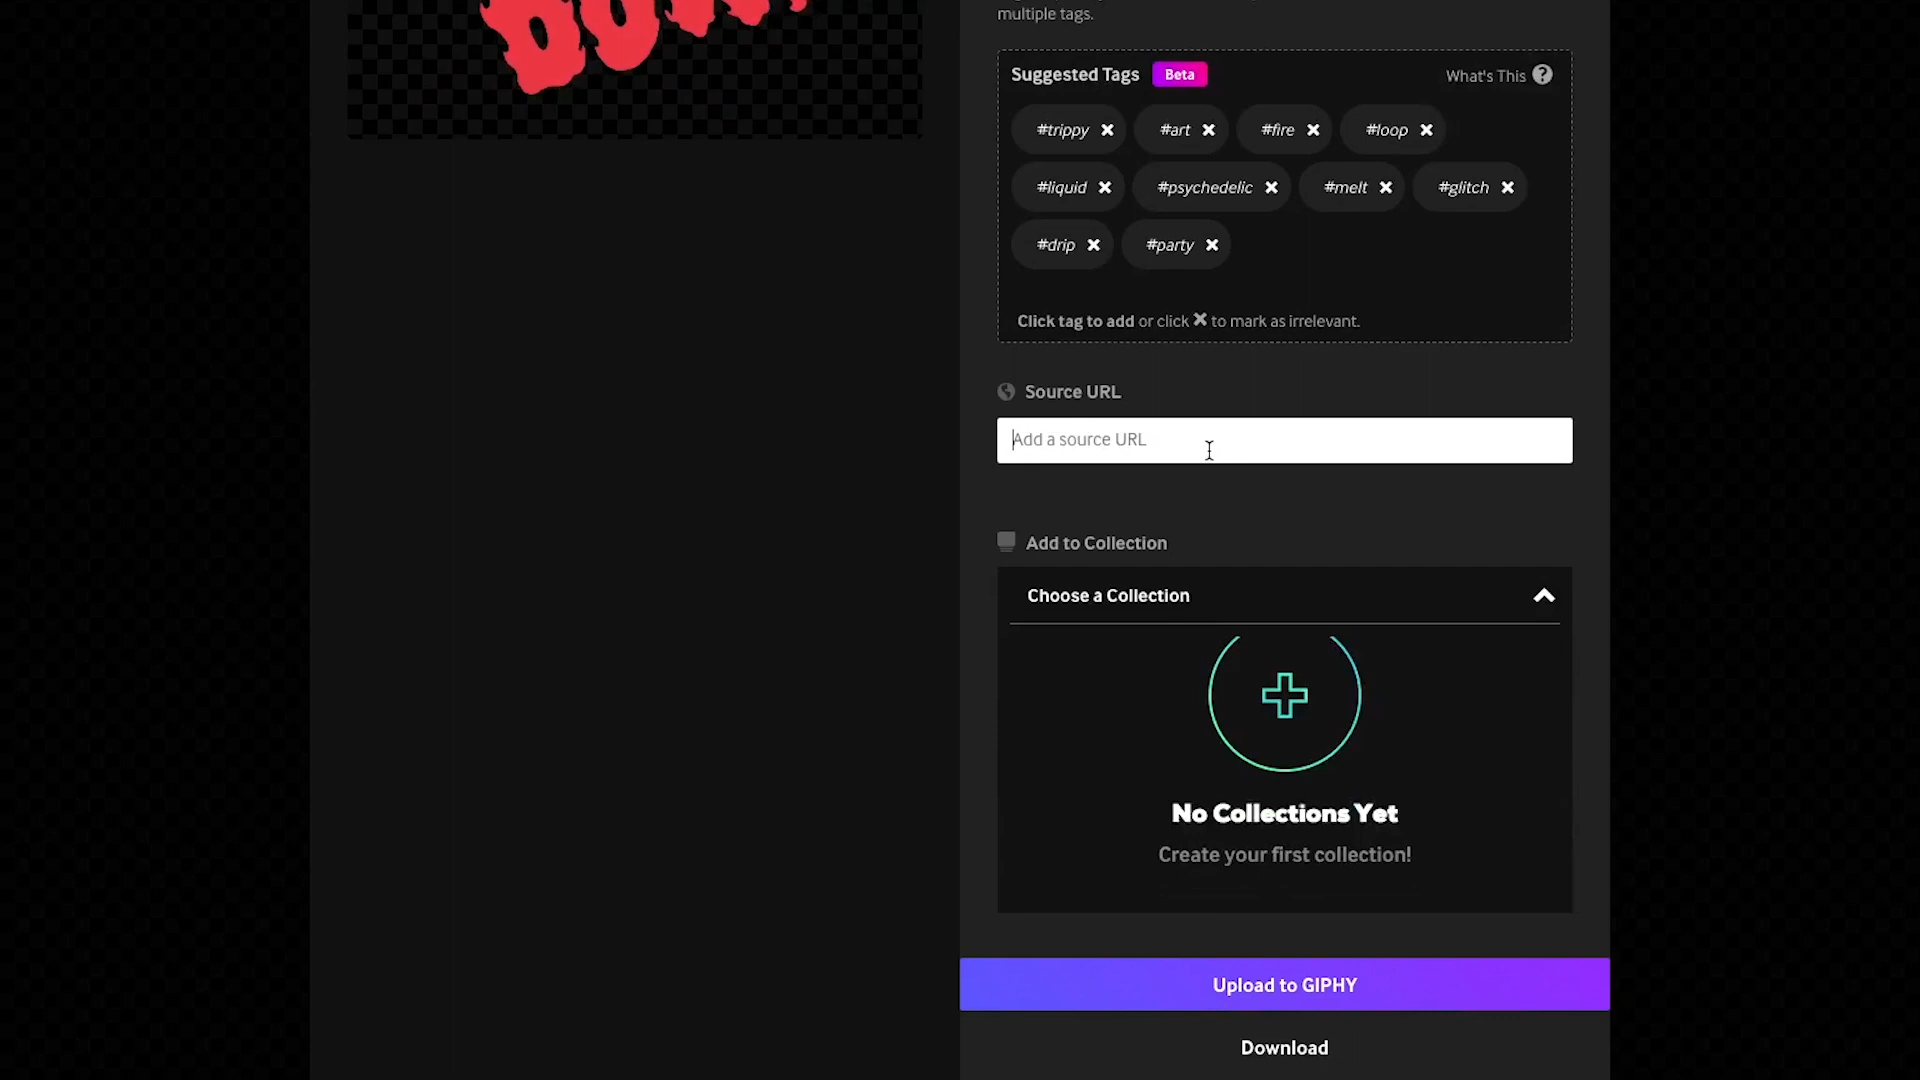 multiple tags.
Suggested Tags Beta What's This ?
#trippy #art #fire #loop
#liquid #psychedelic #melt #glitch
#drip #party
Click tag to add or click × to mark as irrelevant.
Source URL
Add a source URL
Add to Collection
Choose a Collection
No Collections Yet
Create your first collection!
Upload to GIPHY
Download